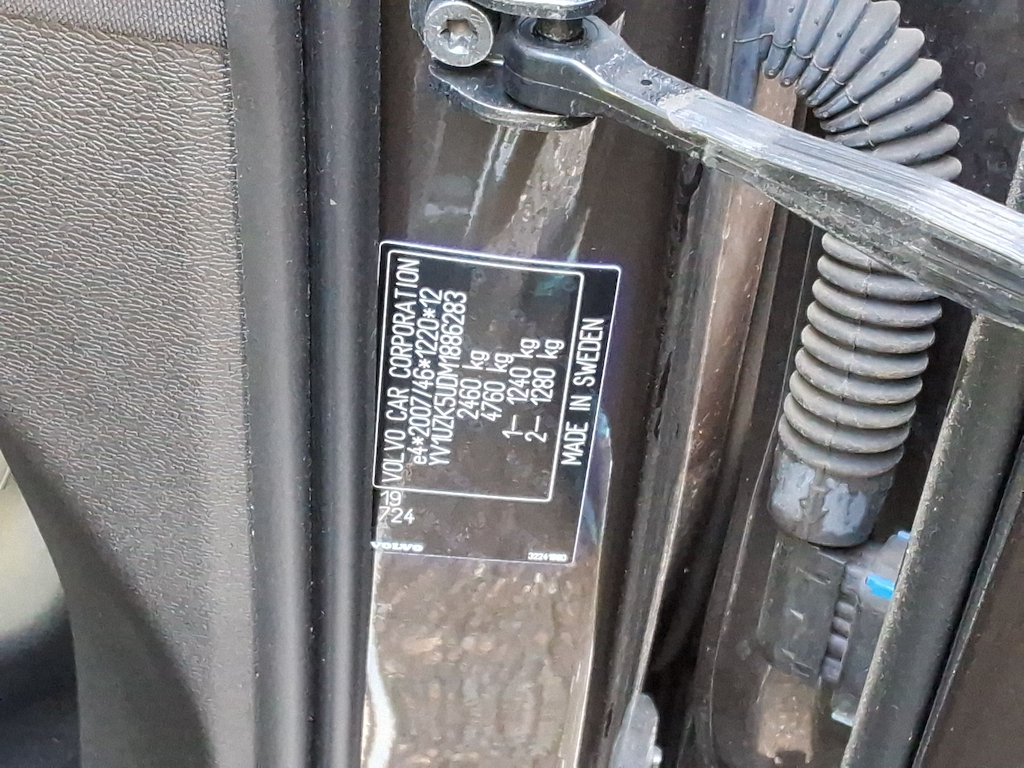 VOLVO CAR CORPORATION
e4*2007/46*1220*12
YV1UZK5UDM1886283
2460 kg
4760 kg
1– 1240 kg
2– 1280 kg
MADE IN SWEDEN
19
724
VOLVO